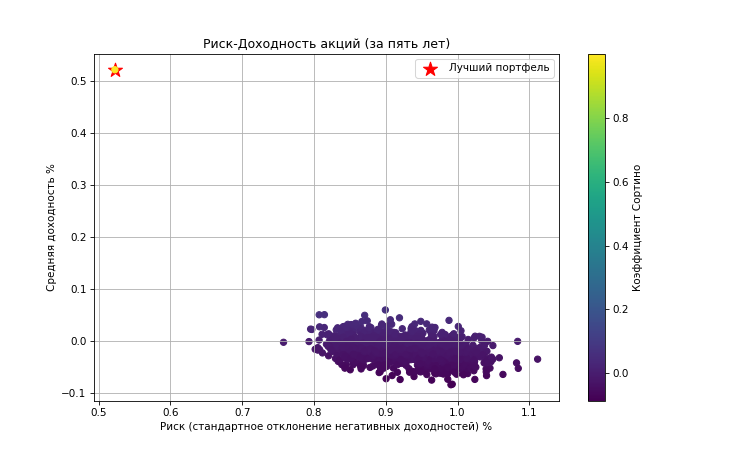 Риск-Доходность акций (за пять лет)
Лучший портфель
Средняя доходность %
0.5
0.4
0.3
0.2
0.1
0.0
−0.1
0.5 0.6 0.7 0.8 0.9 1.0 1.1
Риск (стандартное отклонение негативных доходностей) %
0.8
0.6
0.4
0.2
0.0
Коэффициент Сортино